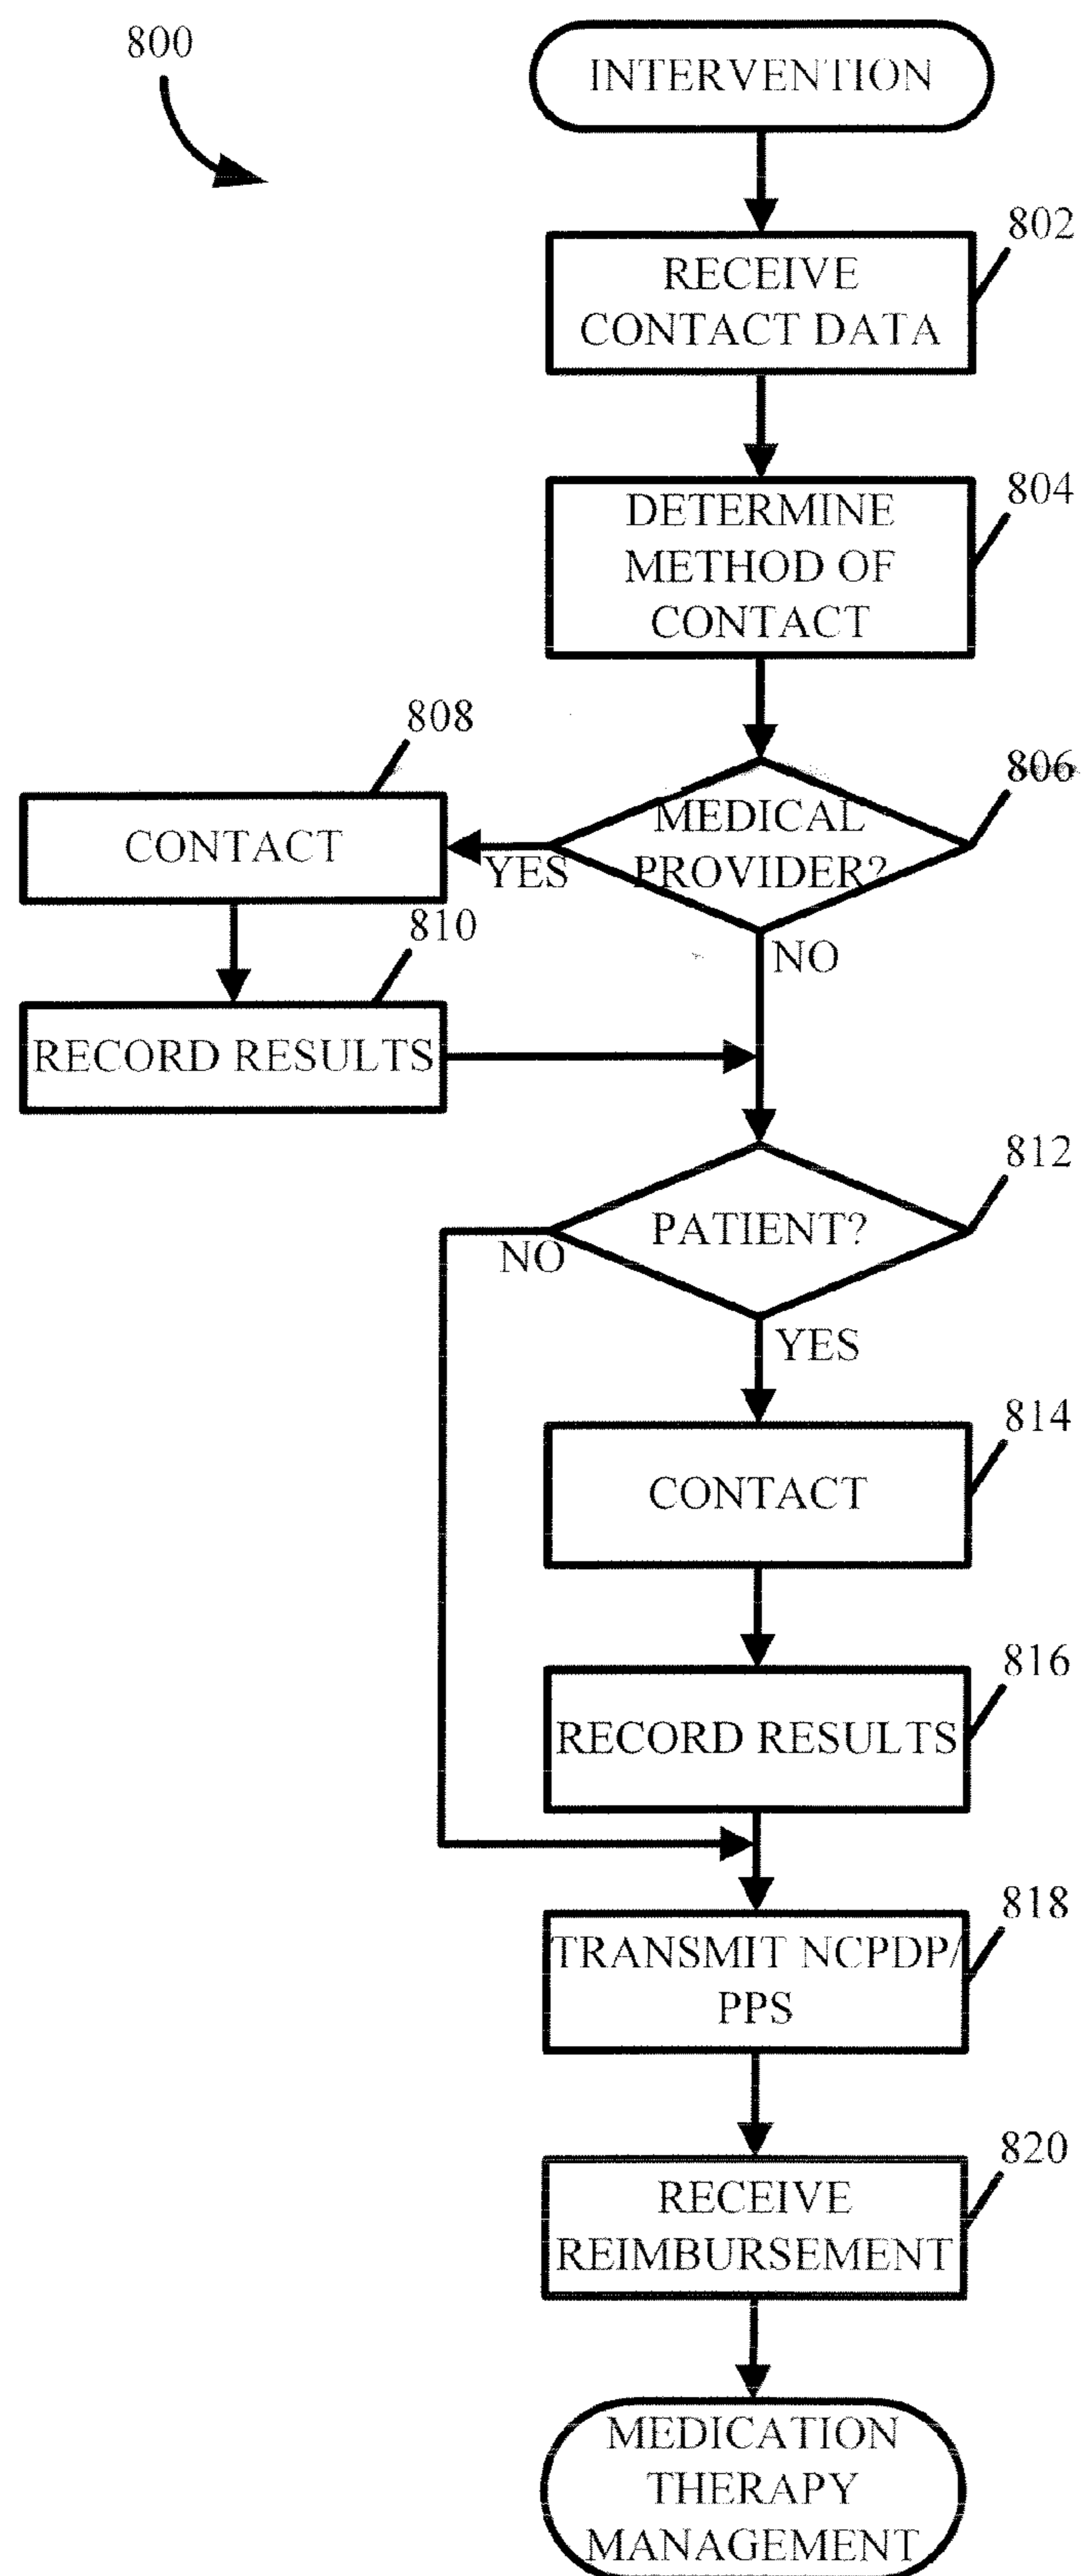 800
INTERVENTION
802
RECEIVE
CONTACT DATA
804
DETERMINE
METHOD OF
CONTACT
806
MEDICAL
PROVIDER?
YES
NO
808
CONTACT
810
RECORD RESULTS
812
PATIENT?
NO
YES
814
CONTACT
816
RECORD RESULTS
818
TRANSMIT NCPDP/
PPS
820
RECEIVE
REIMBURSEMENT
MEDICATION
THERAPY
MANAGEMENT